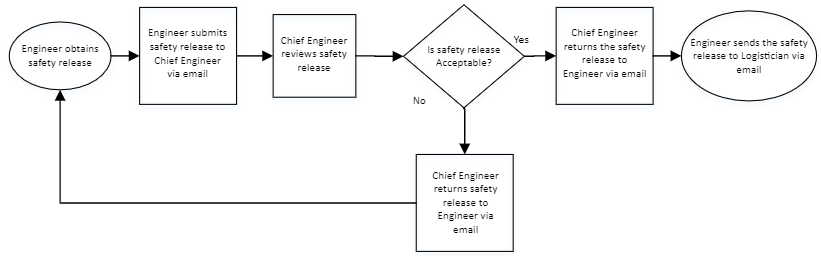 Engineer obtains
safety release
Engineer submits
safety release to
Chief Engineer
via email
Chief Engineer
reviews safety
release
Is safety release
Acceptable?
Yes
Chief Engineer
returns the safety
release to
Engineer via email
Engineer sends the safety
release to Logistician via
email
No
Chief Engineer
returns safety
release to
Engineer via
email